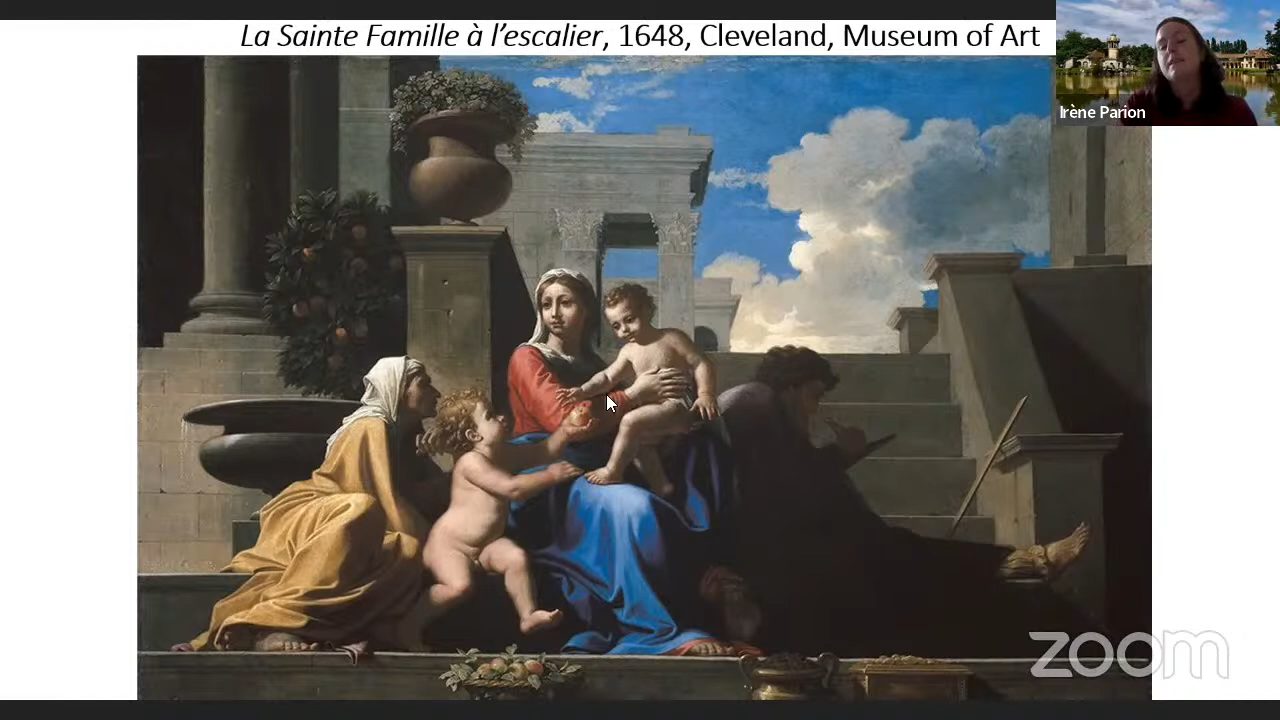 La Sainte Famille à l'escalier, 1648, Cleveland, Museum of Art
Irène Parion
zoom